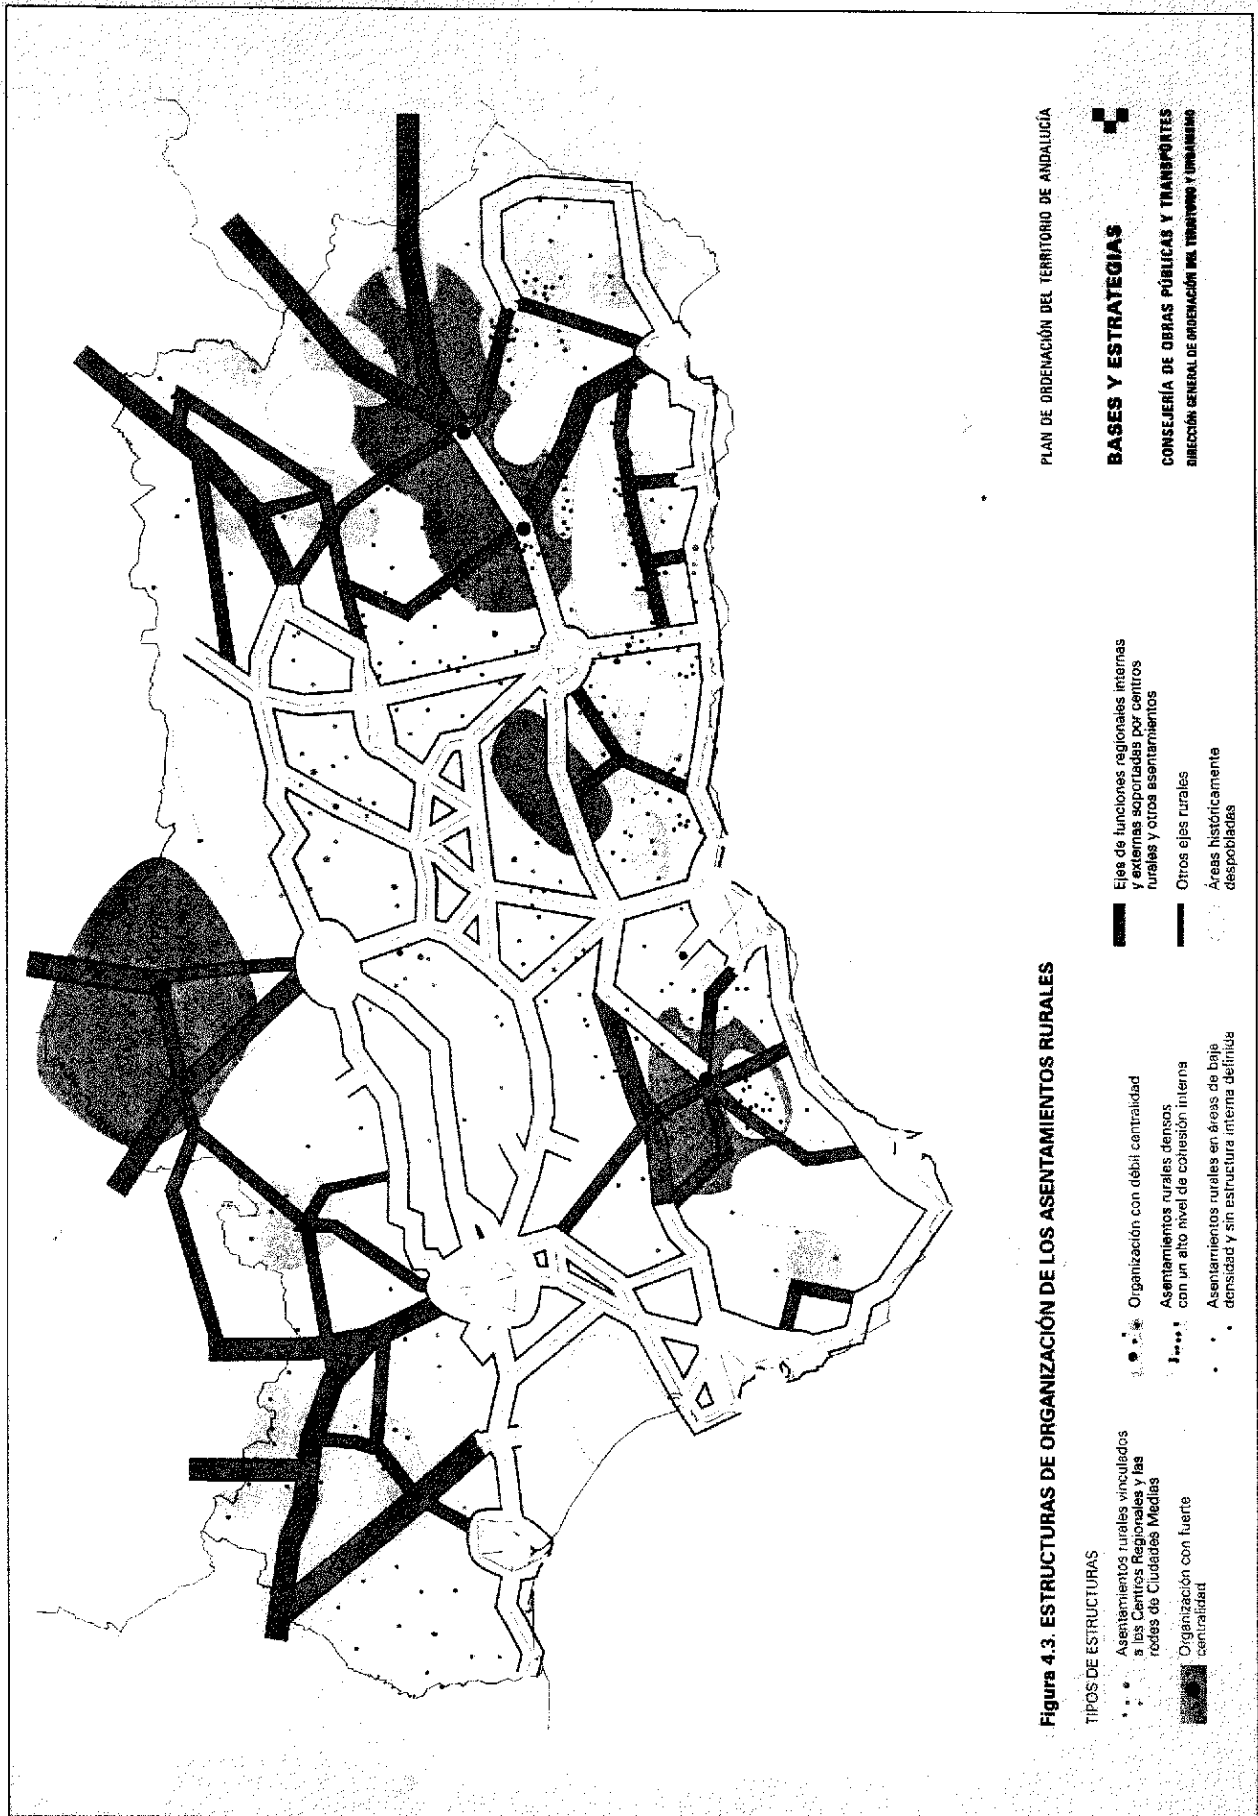 Figura 4.3. ESTRUCTURAS DE ORGANIZACIÓN DE LOS ASENTAMIENTOS RURALES
TIPOS DE ESTRUCTURAS
Asentamientos rurales vinculados
a los Centros Regionales y las
redes de Ciudades Medias
Organización con fuerte
centralidad
Organización con débil centralidad
Asentamientos rurales densos
con un alto nivel de cohesión interna
Asentamientos rurales en áreas de baja
densidad y sin estructura interna definida
Ejes de funciones regionales internas
y externas soportadas por centros
rurales y otros asentamientos
Otros ejes rurales
Áreas históricamente
despobladas
PLAN DE ORDENACIÓN DEL TERRITORIO DE ANDALUCÍA
BASES Y ESTRATEGIAS
CONSEJERÍA DE OBRAS PÚBLICAS Y TRANSPORTES
DIRECCIÓN GENERAL DE ORDENACIÓN DEL TERRITORIO Y URBANISMO